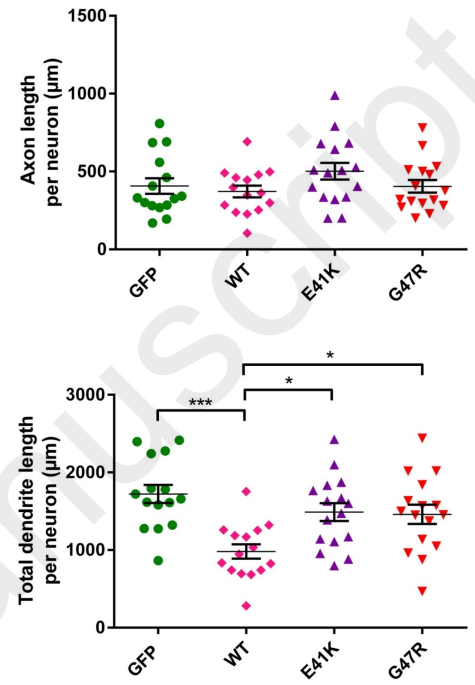 1500
1000
500
0
Axon length
per neuron (µm)
GFP
WT
E41K
G47R
*
***
*
3000
2000
1000
0
Total dendrite length
per neuron (µm)
GFP
WT
E41K
G47R
anuscript